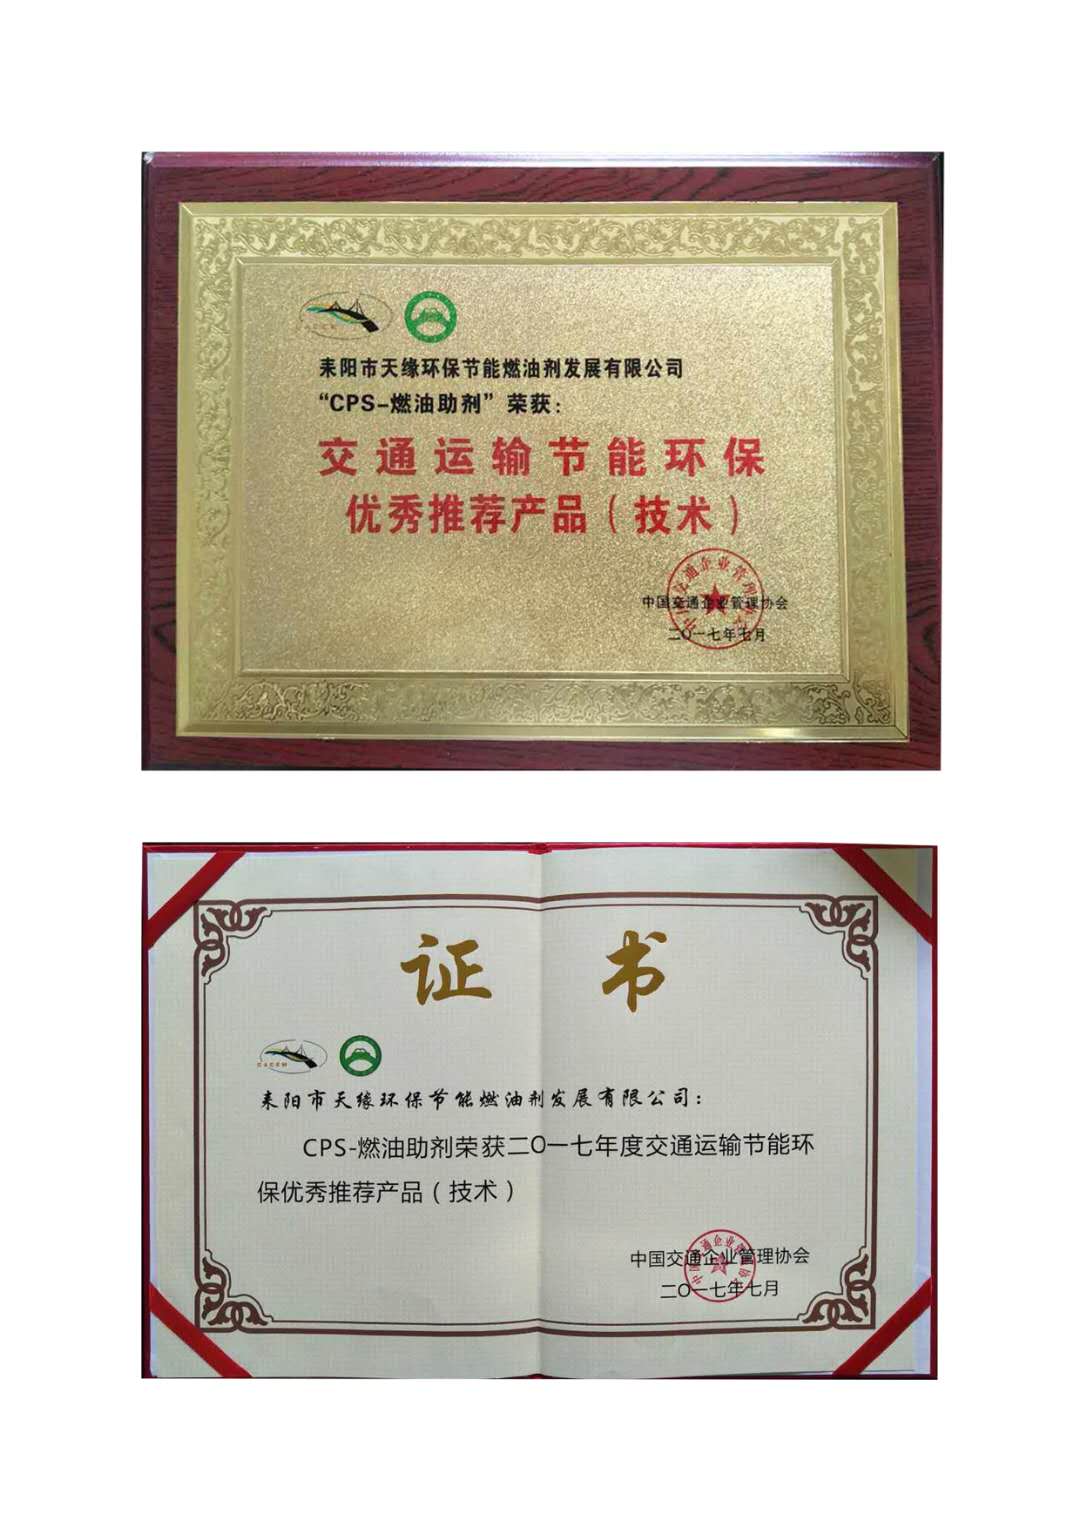 耒阳市天缘环保节能燃油剂发展有限公司
“CPS-燃油助剂”荣获：
交通运输节能环保
优秀推荐产品（技术）
中国交通企业管理协会
二〇一七年七月
证 书
耒阳市天缘环保节能燃油剂发展有限公司：
CPS-燃油助剂荣获二〇一七年度交通运输节能环
保优秀推荐产品（技术）
中国交通企业管理协会
二〇一七年七月